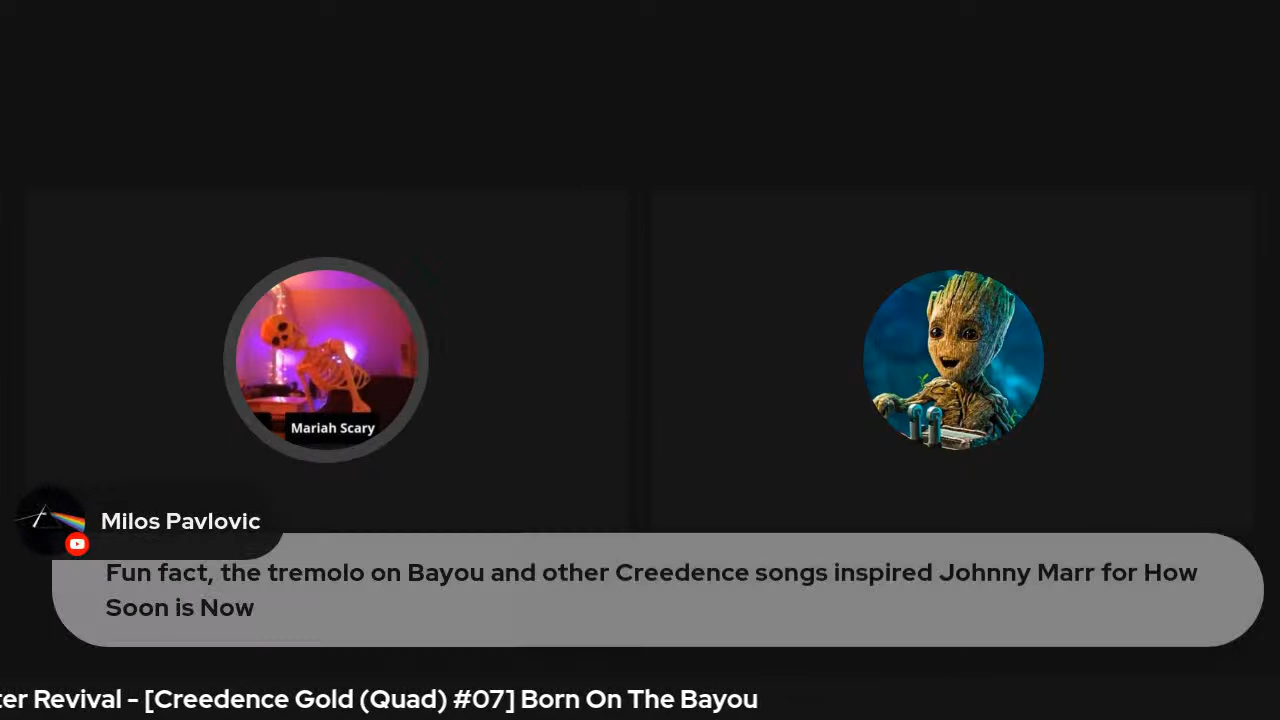 Mariah Scary
Milos Pavlovic
Fun fact, the tremolo on Bayou and other Creedence songs inspired Johnny Marr for How
Soon is Now
ter Revival - [Creedence Gold (Quad) #07] Born On The Bayou